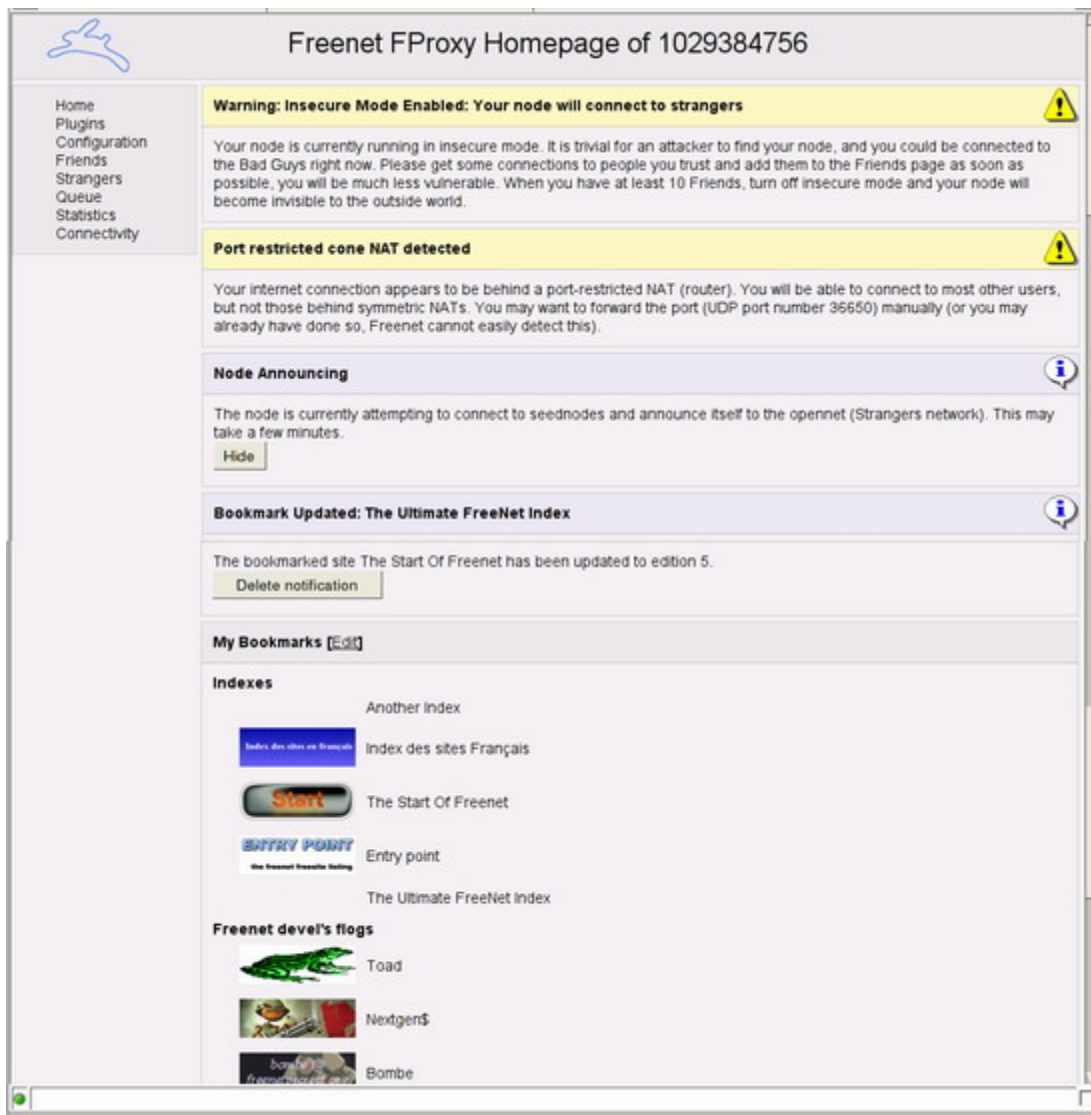 Freenet FProxy Homepage of 1029384756
Home
Plugins
Configuration
Friends
Strangers
Queue
Statistics
Connectivity
Warning: Insecure Mode Enabled: Your node will connect to strangers
Your node is currently running in insecure mode. It is trivial for an attacker to find your node, and you could be connected to
the Bad Guys right now. Please get some connections to people you trust and add them to the Friends page as soon as
possible, you will be much less vulnerable. When you have at least 10 Friends, turn off insecure mode and your node will
become invisible to the outside world.
Port restricted cone NAT detected
Your internet connection appears to be behind a port-restricted NAT (router). You will be able to connect to most other users,
but not those behind symmetric NATs. You may want to forward the port (UDP port number 36650) manually (or you may
already have done so, Freenet cannot easily detect this).
Node Announcing
The node is currently attempting to connect to seednodes and announce itself to the opennet (Strangers network). This may
take a few minutes.
Hide
Bookmark Updated: The Ultimate FreeNet Index
The bookmarked site The Start Of Freenet has been updated to edition 5.
Delete notification
My Bookmarks [Edit]
Indexes
Another Index
Index des sites en français
Index des sites Français
Start
The Start Of Freenet
ENTRY POINT
the freenet freesite listing
Entry point
The Ultimate FreeNet Index
Freenet devel's flogs
Toad
Nextgen$
Bombe